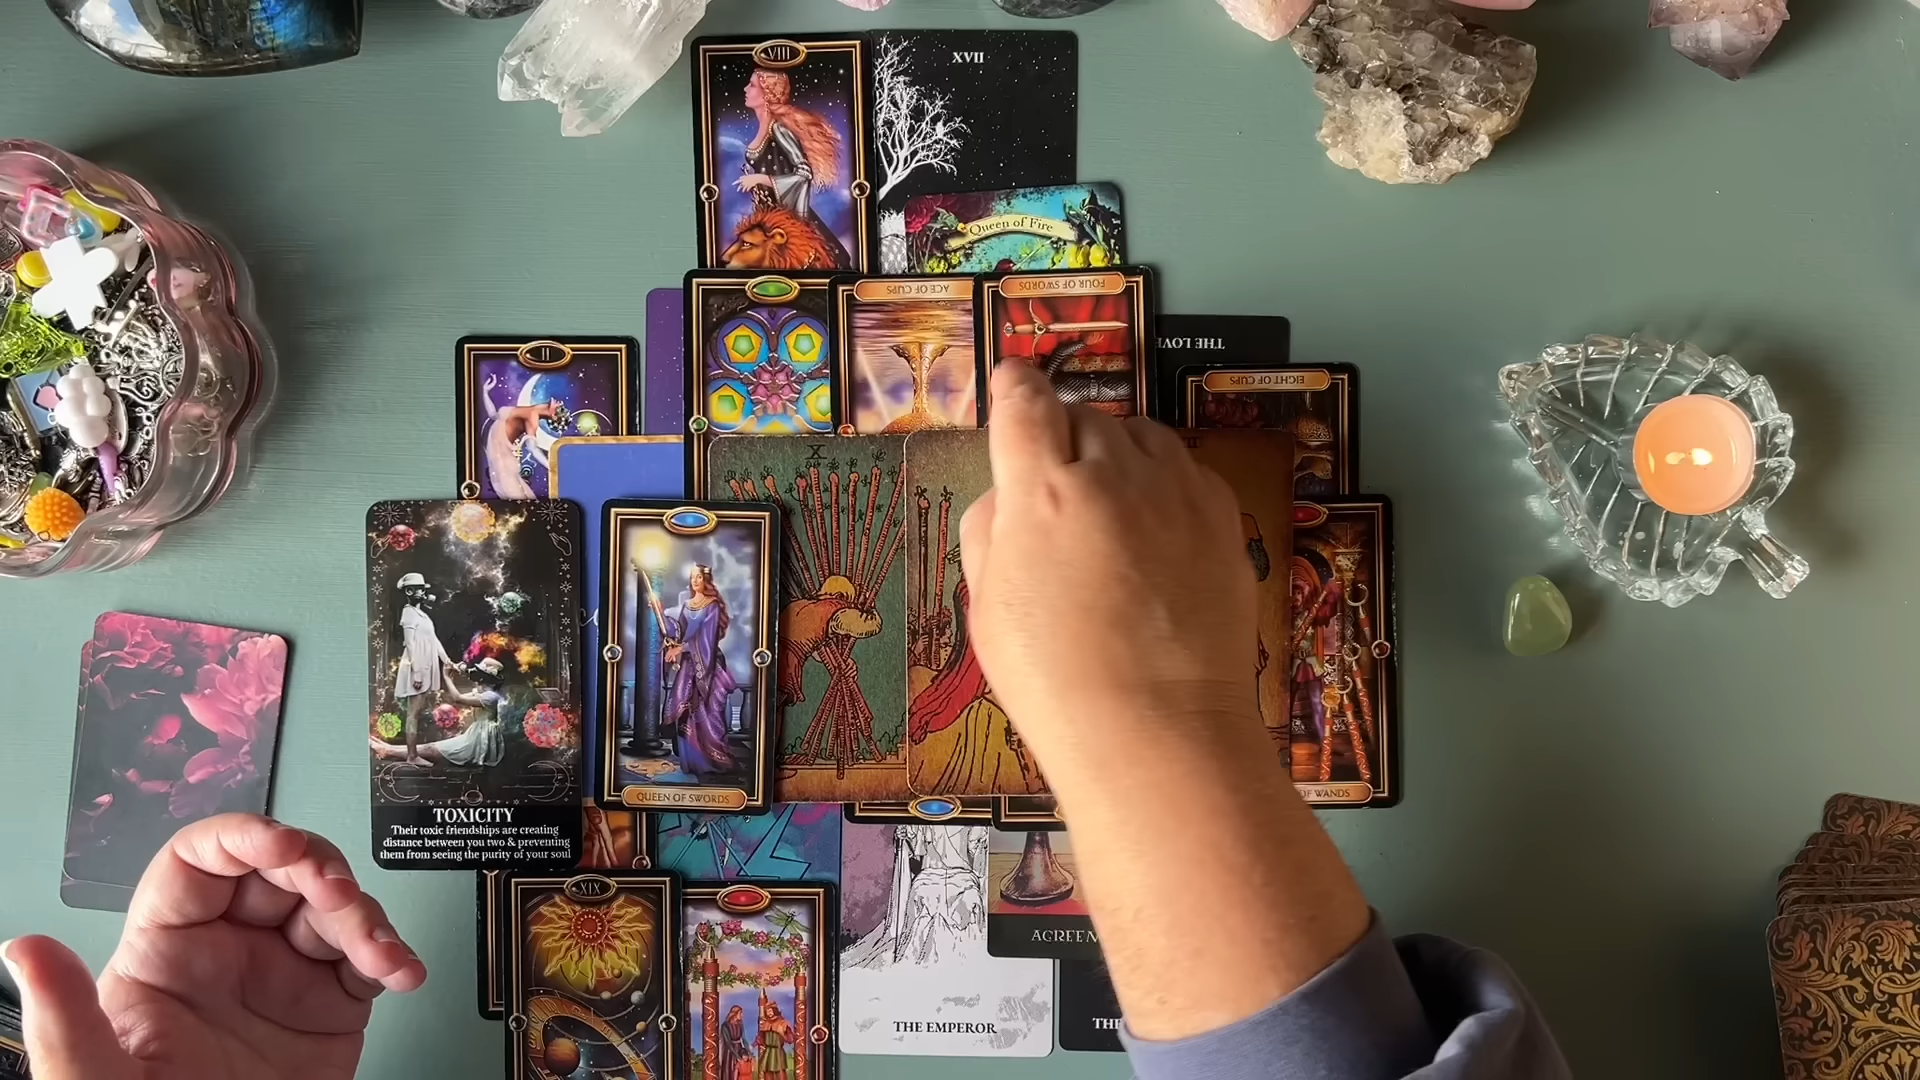 VIII
XVII
Queen of Fire
ACE OF CUPS
FOUR OF SWORDS
THE LOV
II
EIGHT OF CUPS
X
QUEEN OF SWORDS
OF WANDS
TOXICITY
Their toxic friendships are creating
distance between you two & preventing
them from seeing the purity of your soul
XIX
AGREEM
THE EMPEROR
TH